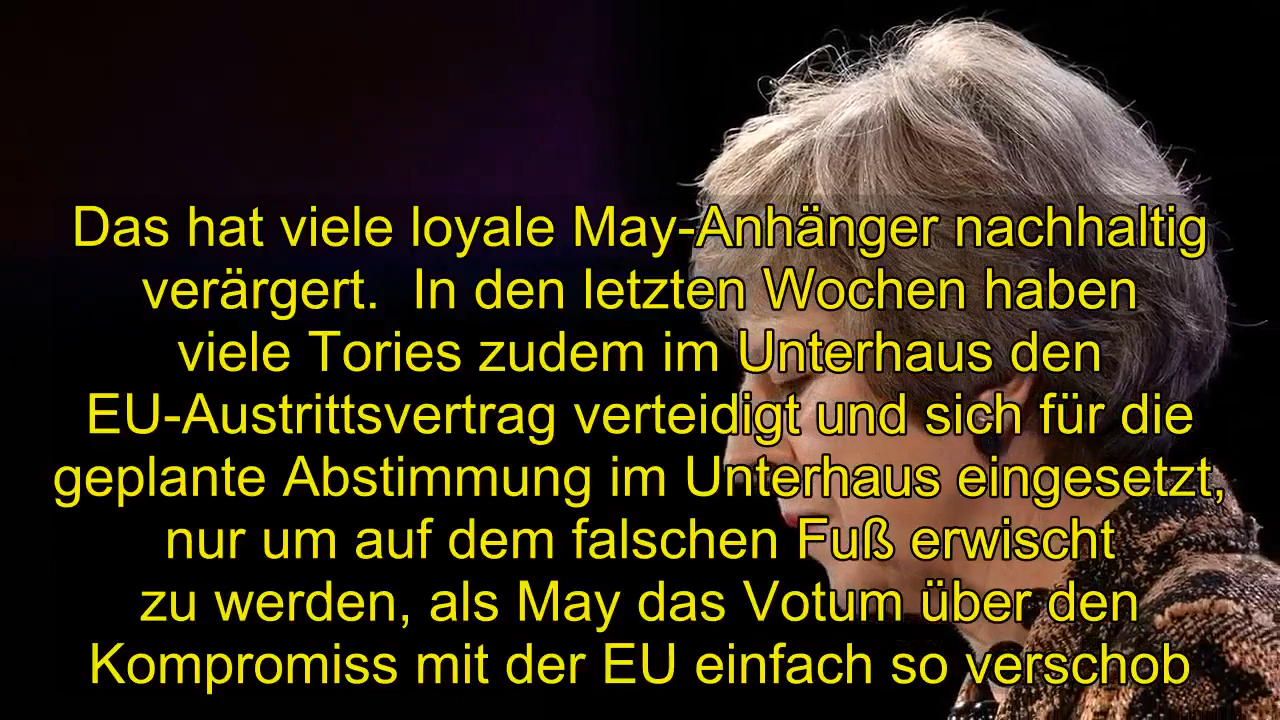 Das hat viele loyale May-Anhänger nachhaltig
verärgert.  In den letzten Wochen haben
viele Tories zudem im Unterhaus den
EU-Austrittsvertrag verteidigt und sich für die
geplante Abstimmung im Unterhaus eingesetzt,
nur um auf dem falschen Fuß erwischt
zu werden, als May das Votum über den
Kompromiss mit der EU einfach so verschob